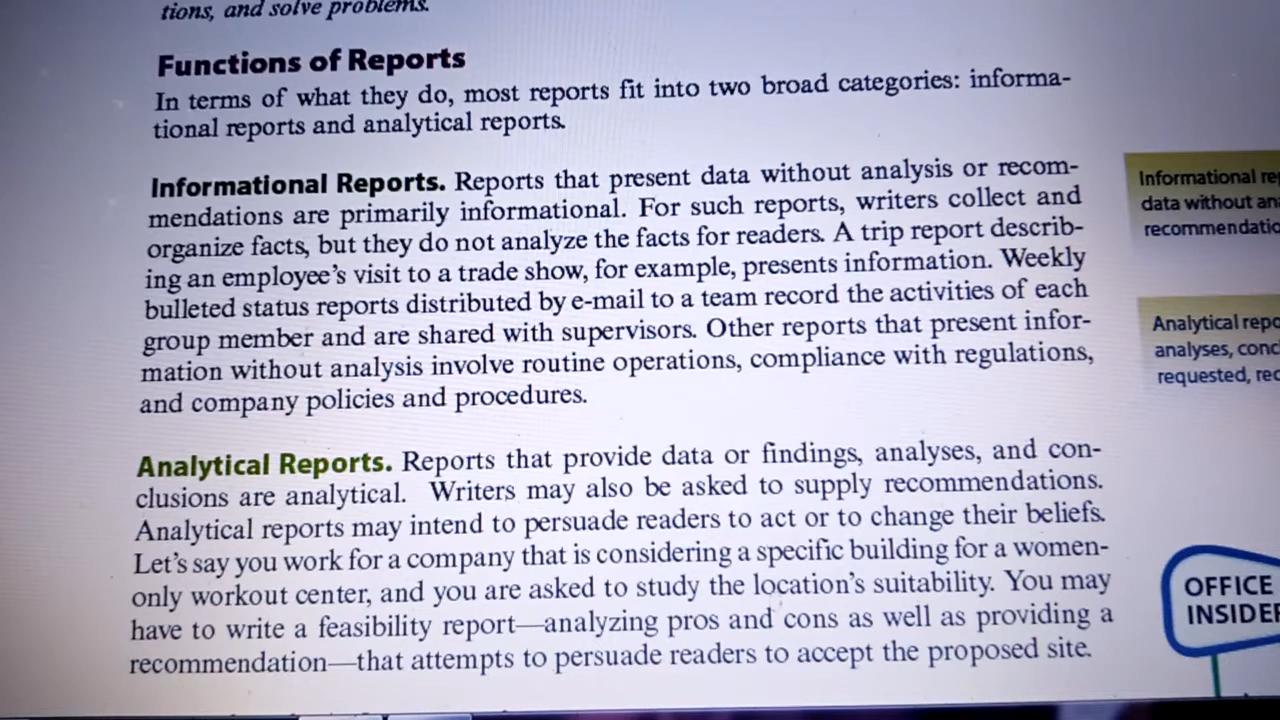 tions, and solve problems.
Functions of Reports
In terms of what they do, most reports fit into two broad categories: informa-
tional reports and analytical reports.
Informational Reports. Reports that present data without analysis or recom-
mendations are primarily informational. For such reports, writers collect and
organize facts, but they do not analyze the facts for readers. A trip report describ-
ing an employee's visit to a trade show, for example, presents information. Weekly
bulleted status reports distributed by e-mail to a team record the activities of each
group member and are shared with supervisors. Other reports that present infor-
mation without analysis involve routine operations, compliance with regulations,
and company policies and procedures.
Analytical Reports. Reports that provide data or findings, analyses, and con-
clusions are analytical. Writers may also be asked to supply recommendations.
Analytical reports may intend to persuade readers to act or to change their beliefs.
Let's say you work for a company that is considering a specific building for a women-
only workout center, and you are asked to study the location's suitability. You may
have to write a feasibility report—analyzing pros and cons as well as providing a
recommendation—that attempts to persuade readers to accept the proposed site.
Informational
data without
Analytical
analyses,
requested,
OFFICE
INSIDER